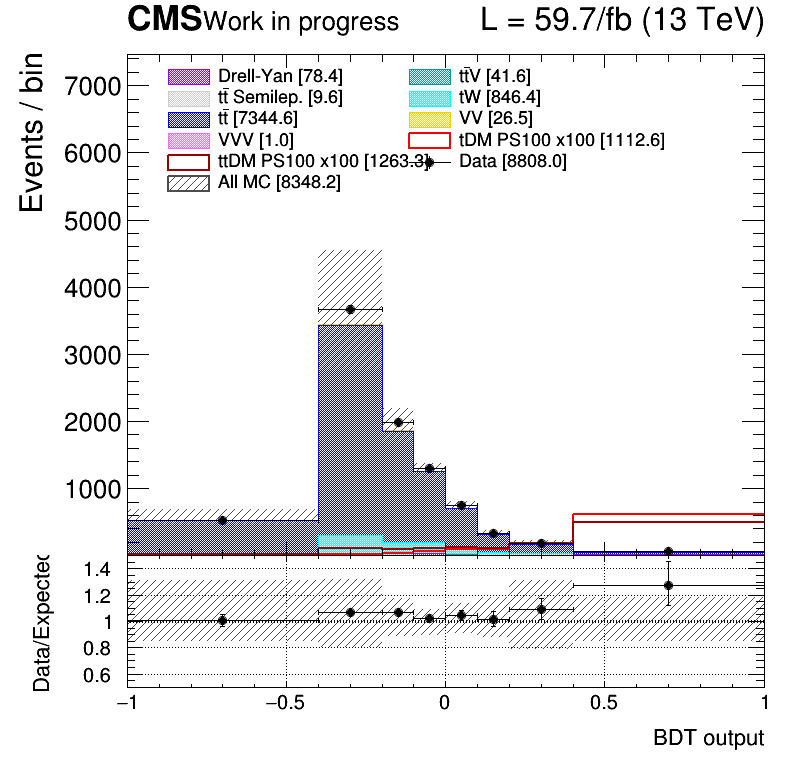 CMS Work in progress L = 59.7/fb (13 TeV)
Events / bin
7000
6000
5000
4000
3000
2000
1000
Drell-Yan [78.4]
tt̄ Semilep. [9.6]
tt̄ [7344.6]
VVV [1.0]
ttDM PS100 x100 [1263.3]
All MC [8348.2]
tt̄V [41.6]
tW [846.4]
VV [26.5]
tDM PS100 x100 [1112.6]
Data [8808.0]
Data/Expected
1.4
1.2
1
0.8
0.6
−1 −0.5 0 0.5 1
BDT output